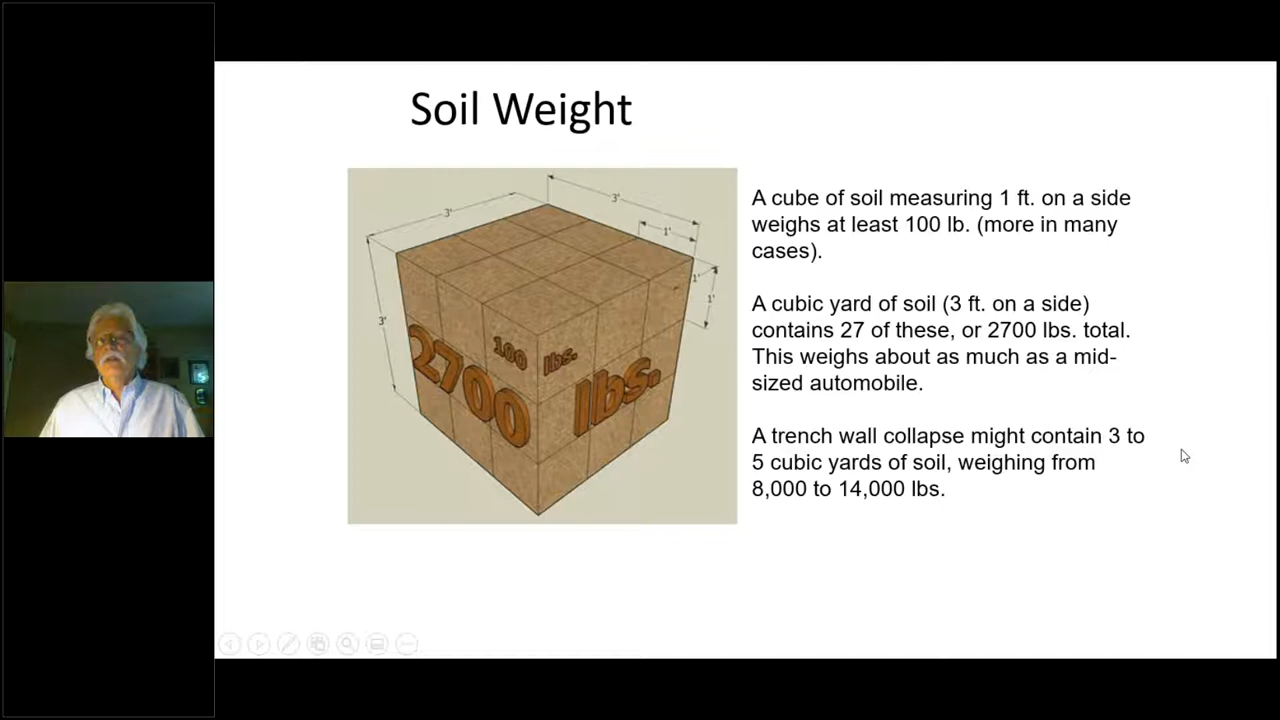 Soil Weight
3'
3'
1'
1'
1'
3'
2700
100
lbs.
lbs.
A cube of soil measuring 1 ft. on a side
weighs at least 100 lb. (more in many
cases).
A cubic yard of soil (3 ft. on a side)
contains 27 of these, or 2700 lbs. total.
This weighs about as much as a mid-
sized automobile.
A trench wall collapse might contain 3 to
5 cubic yards of soil, weighing from
8,000 to 14,000 lbs.